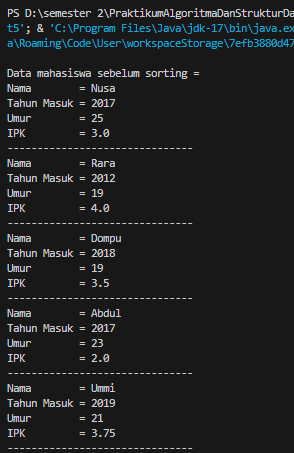 PS D:\semester 2\PraktikumAlgoritmaDanStrukturDa
t5'; & 'C:\Program Files\Java\jdk-17\bin\java.ex
a\Roaming\Code\User\workspaceStorage\7efb3880d47

Data mahasiswa sebelum sorting =
Nama        = Nusa
Tahun Masuk = 2017
Umur        = 25
IPK         = 3.0
-------------------------------
Nama        = Rara
Tahun Masuk = 2012
Umur        = 19
IPK         = 4.0
-------------------------------
Nama        = Dompu
Tahun Masuk = 2018
Umur        = 19
IPK         = 3.5
-------------------------------
Nama        = Abdul
Tahun Masuk = 2017
Umur        = 23
IPK         = 2.0
-------------------------------
Nama        = Ummi
Tahun Masuk = 2019
Umur        = 21
IPK         = 3.75
-------------------------------